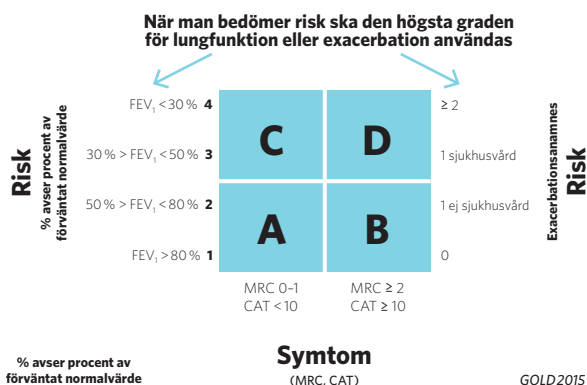 När man bedömer risk ska den högsta graden
för lungfunktion eller exacerbation användas
Risk
% avser procent av
förväntat normalvärde
FEV₁ < 30 % 4
30 % > FEV₁ < 50 % 3
50 % > FEV₁ < 80 % 2
FEV₁ > 80 % 1
C
D
A
B
≥ 2
1 sjukhusvård
1 ej sjukhusvård
0
Exacerbationsanamnes
Risk
MRC 0–1
CAT < 10
MRC ≥ 2
CAT ≥ 10
Symtom
(MRC, CAT)
% avser procent av
förväntat normalvärde
GOLD 2015